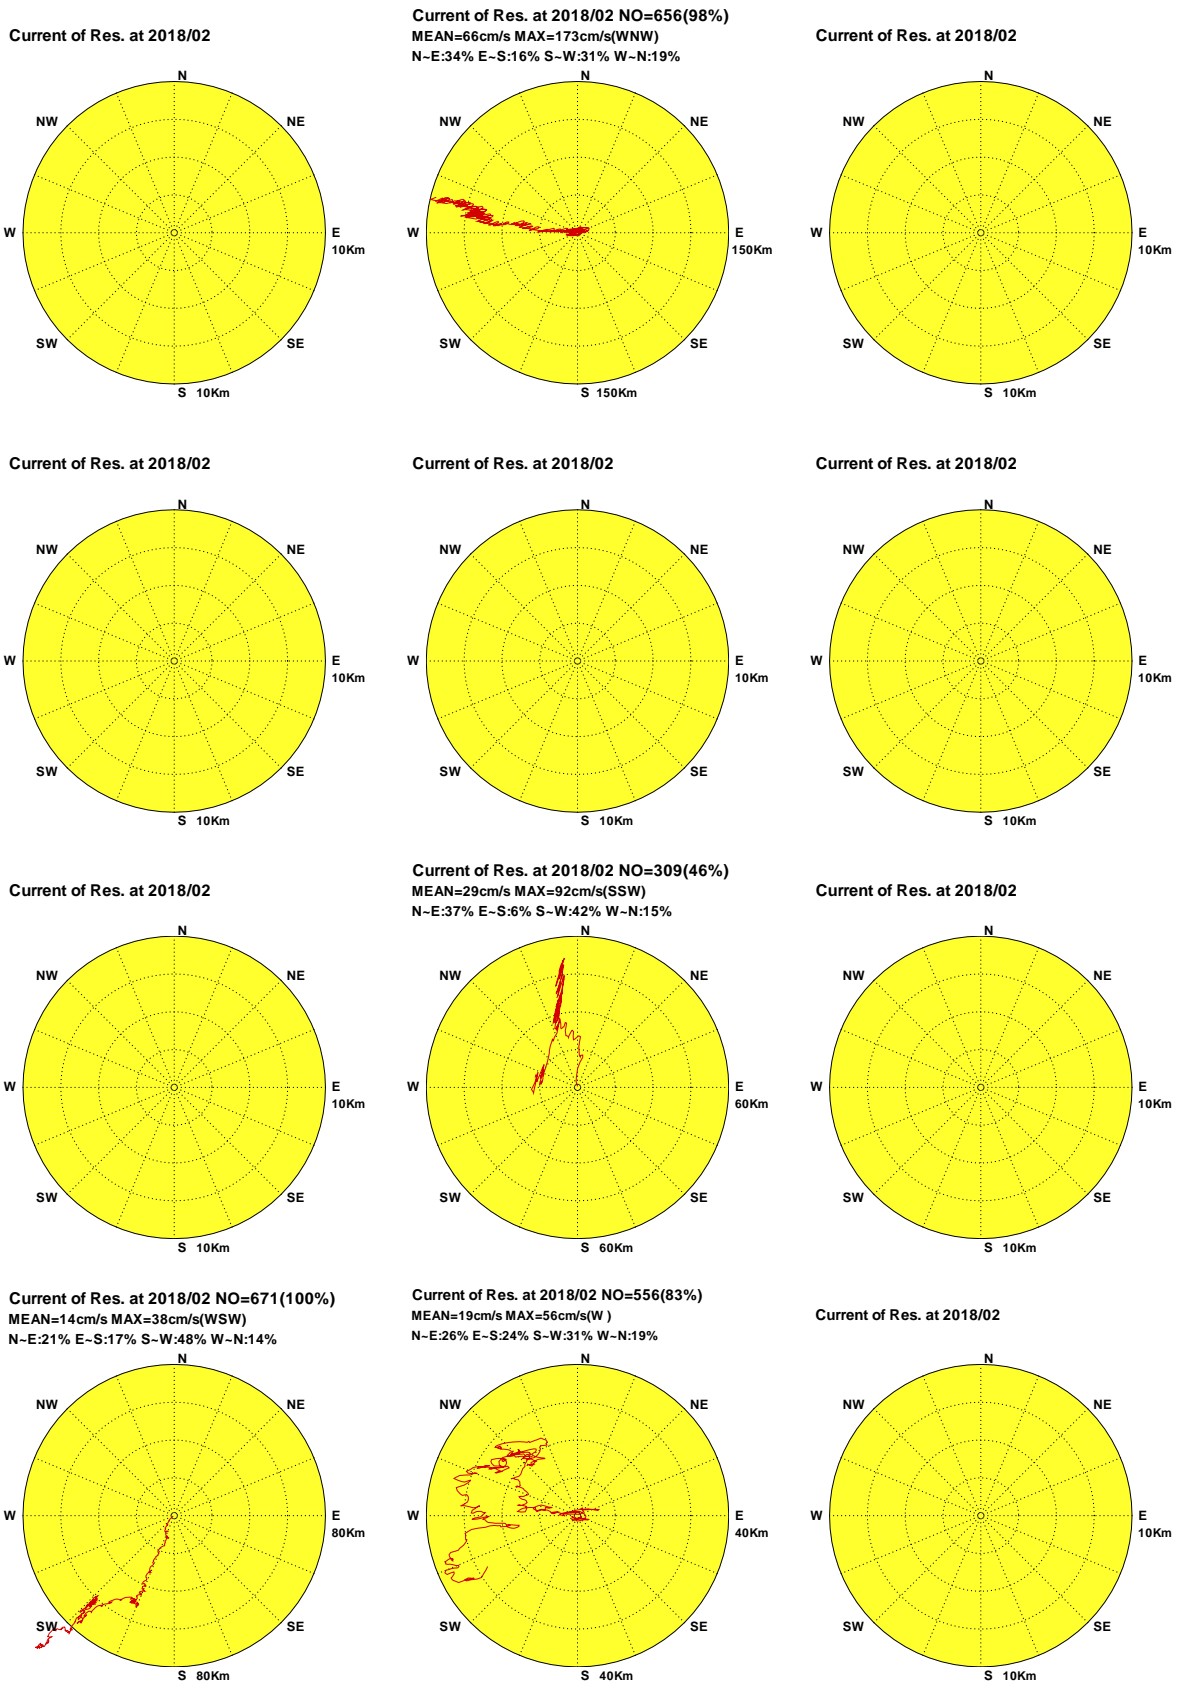 Current of Res. at 2018/02
N
NW
NE
W
E
10Km
SW
SE
S 10Km
Current of Res. at 2018/02 NO=656(98%)
MEAN=66cm/s MAX=173cm/s(WNW)
N~E:34% E~S:16% S~W:31% W~N:19%
N
NW
NE
W
E
150Km
SW
SE
S 150Km
Current of Res. at 2018/02
N
NW
NE
W
E
10Km
SW
SE
S 10Km
Current of Res. at 2018/02
N
NW
NE
W
E
10Km
SW
SE
S 10Km
Current of Res. at 2018/02
N
NW
NE
W
E
10Km
SW
SE
S 10Km
Current of Res. at 2018/02
N
NW
NE
W
E
10Km
SW
SE
S 10Km
Current of Res. at 2018/02
N
NW
NE
W
E
10Km
SW
SE
S 10Km
Current of Res. at 2018/02 NO=309(46%)
MEAN=29cm/s MAX=92cm/s(SSW)
N~E:37% E~S:6% S~W:42% W~N:15%
N
NW
NE
W
E
60Km
SW
SE
S 60Km
Current of Res. at 2018/02
N
NW
NE
W
E
10Km
SW
SE
S 10Km
Current of Res. at 2018/02 NO=671(100%)
MEAN=14cm/s MAX=38cm/s(WSW)
N~E:21% E~S:17% S~W:48% W~N:14%
N
NW
NE
W
E
80Km
SW
SE
S 80Km
Current of Res. at 2018/02 NO=556(83%)
MEAN=19cm/s MAX=56cm/s(W )
N~E:26% E~S:24% S~W:31% W~N:19%
N
NW
NE
W
E
40Km
SW
SE
S 40Km
Current of Res. at 2018/02
N
NW
NE
W
E
10Km
SW
SE
S 10Km